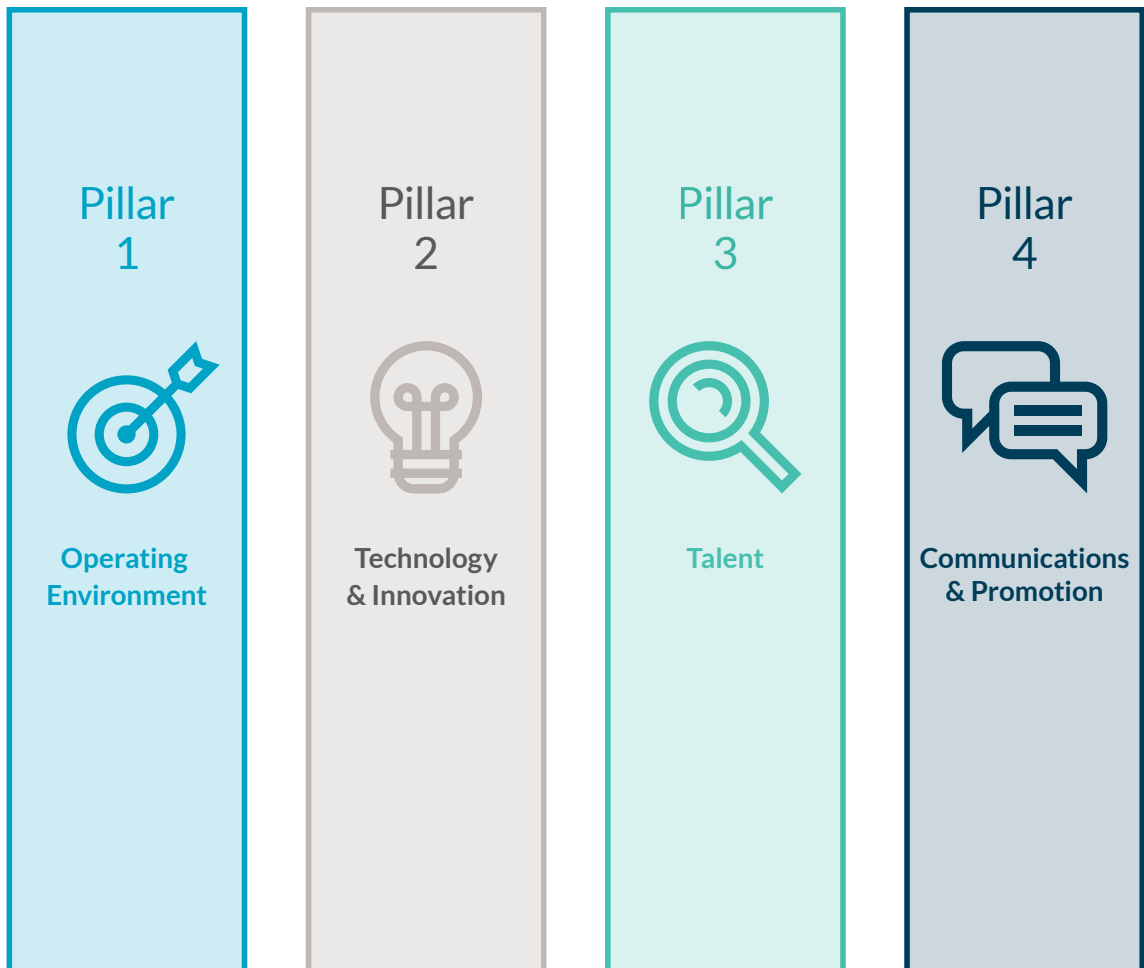 Pillar
1
Operating
Environment
Pillar
2
Technology
& Innovation
Pillar
3
Talent
Pillar
4
Communications
& Promotion